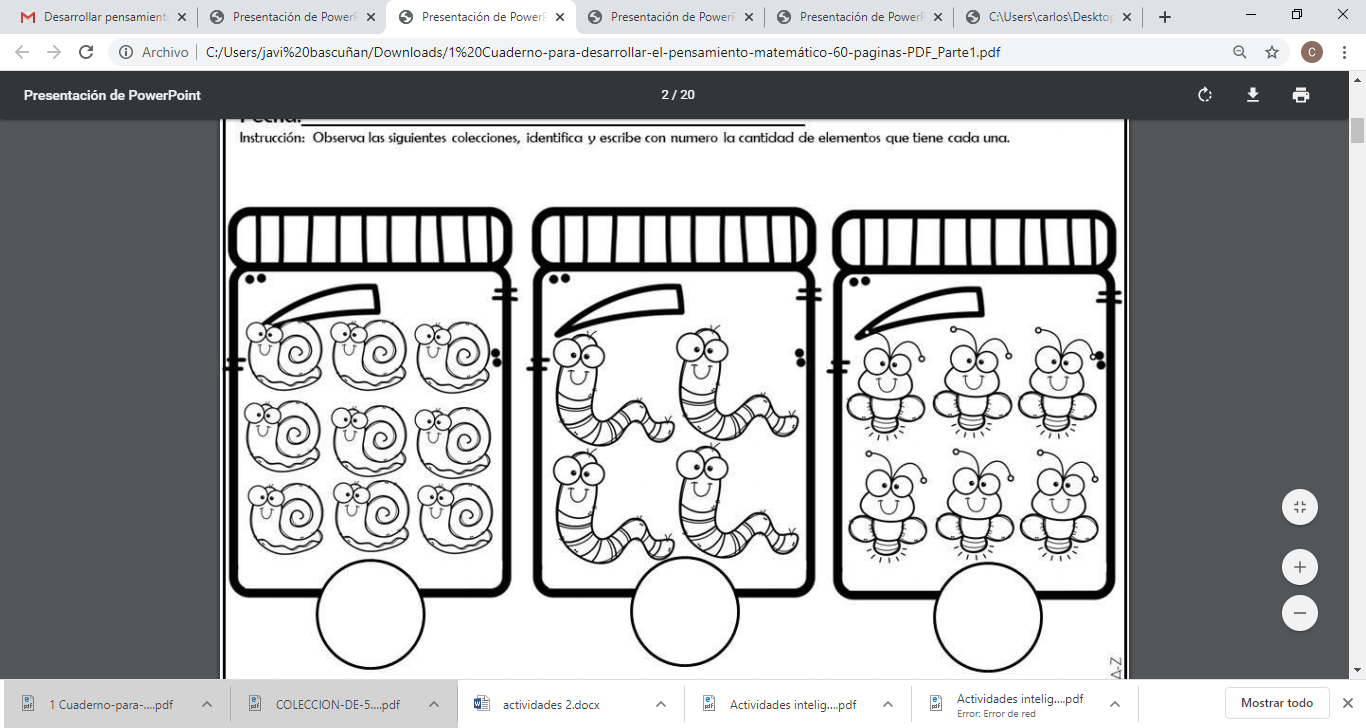 Desarrollar pensamient
Presentación de PowerP
Presentación de PowerP
Presentación de PowerP
Presentación de PowerP
C:\Users\carlos\Desktop
Archivo
C:/Users/javi%20bascuñan/Downloads/1%20Cuaderno-para-desarrollar-el-pensamiento-matemático-60-paginas-PDF_Parte1.pdf
C
Presentación de PowerPoint
2 / 20
Instrucción: Observa las siguientes colecciones, identifica y escribe con numero la cantidad de elementos que tiene cada una.
A-Z
1 Cuaderno-para-....pdf
COLECCION-DE-5....pdf
actividades 2.docx
Actividades intelig....pdf
Actividades intelig....pdf
Error: Error de red
Mostrar todo